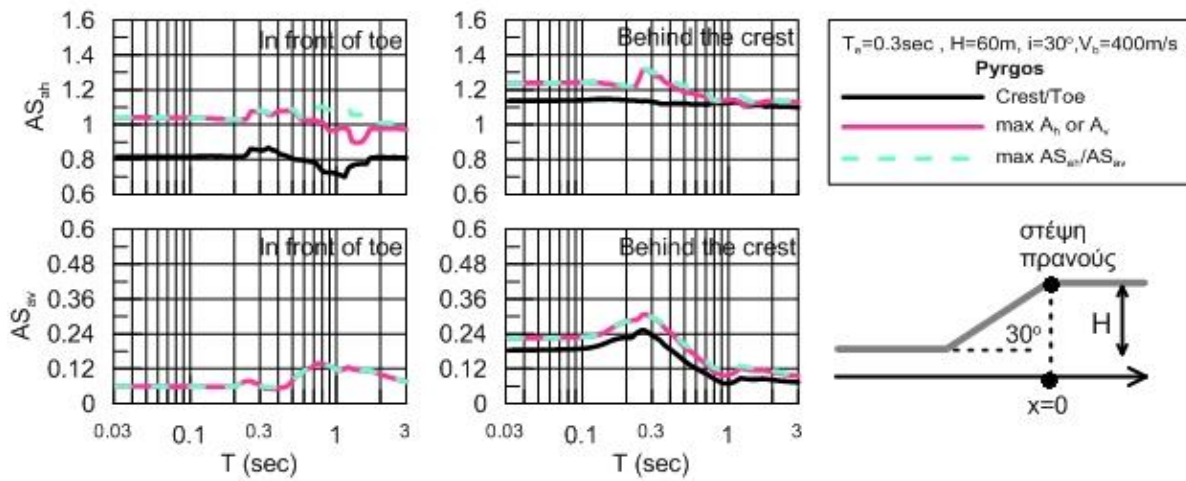 In front of toe
Behind the crest
1.6
1.4
1.2
1
0.8
0.6
AS_ah
1.6
1.4
1.2
1
0.8
0.6
T_e=0.3sec , H=60m, i=30°,V_b=400m/s
Pyrgos
Crest/Toe
max A_h or A_v
max AS_ah/AS_av
In front of toe
Behind the crest
0.6
0.48
0.36
0.24
0.12
0
AS_av
0.6
0.48
0.36
0.24
0.12
0
0.03
0.1
0.3
1
3
T (sec)
0.03
0.1
0.3
1
3
T (sec)
στέψη
πρανούς
30°
H
x=0